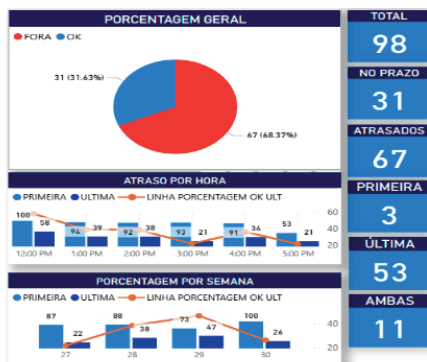 PORCENTAGEM GERAL
FORA OK
31 (31.63%)
67 (68.37%)
TOTAL
98
NO PRAZO
31
ATRASADOS
67
PRIMEIRA
3
ÚLTIMA
53
AMBAS
11
ATRASO POR HORA
PRIMEIRA ULTIMA LINHA PORCENTAGEM OK ULT
100 58 94 39 92 38 93 21 91 36 53 21
60
40
20
12:00 PM 1:00 PM 2:00 PM 3:00 PM 4:00 PM 5:00 PM
PORCENTAGEM POR SEMANA
PRIMEIRA ULTIMA LINHA PORCENTAGEM OK ULT
87 22 88 38 73 47 100 26
40
20
27 28 29 30